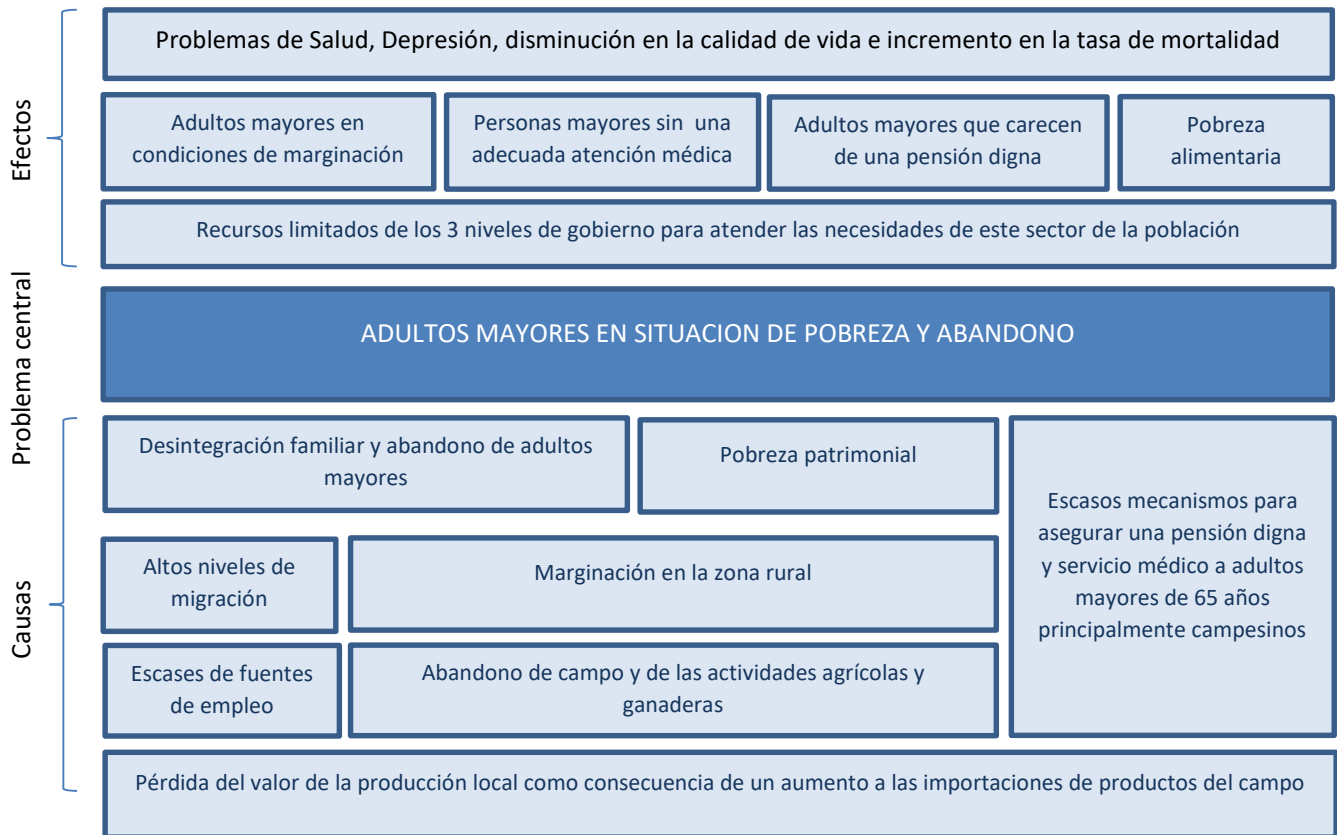 Efectos
Problemas de Salud, Depresión, disminución en la calidad de vida e incremento en la tasa de mortalidad
Adultos mayores en
condiciones de marginación
Personas mayores sin una
adecuada atención médica
Adultos mayores que carecen
de una pensión digna
Pobreza
alimentaria
Recursos limitados de los 3 niveles de gobierno para atender las necesidades de este sector de la población
Problema central
ADULTOS MAYORES EN SITUACION DE POBREZA Y ABANDONO
Causas
Desintegración familiar y abandono de adultos
mayores
Pobreza patrimonial
Escasos mecanismos para
asegurar una pensión digna
y servicio médico a adultos
mayores de 65 años
principalmente campesinos
Altos niveles de
migración
Marginación en la zona rural
Escases de fuentes
de empleo
Abandono de campo y de las actividades agrícolas y
ganaderas
Pérdida del valor de la producción local como consecuencia de un aumento a las importaciones de productos del campo